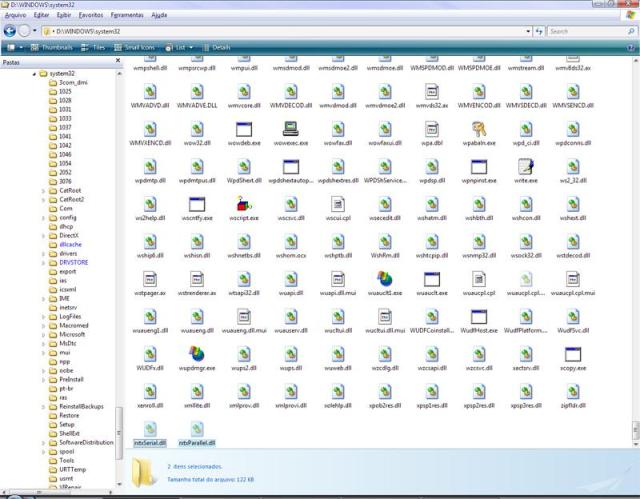 D:\WINDOWS\system32
Arquivo Editar Exibir Favoritos Ferramentas Ajuda
D:\WINDOWS\system32 Search
Thumbnails Tiles Small Icons List Details
Pastas
system32
3com_dmi
1025
1028
1031
1033
1037
1041
1042
1046
1054
2052
3076
CatRoot
CatRoot2
Com
config
dhcp
DirectX
dllcache
drivers
DRVSTORE
export
ias
icsxml
IME
inetsrv
LogFiles
Macromed
Microsoft
MsDtc
mui
npp
oobe
PreInstall
pt-br
ras
ReinstallBackups
Restore
Setup
ShellExt
SoftwareDistribution
spool
Tools
URTTemp
usmt
wmpshell.dll wmpsrcwp.dll wmpui.dll wmsdmod.dll wmsdmoe2.dll wmsdmoe.dll WMSPDMOD.dll WMSPDMOE.dll wmstream.dll wmv8ds32.ax
WMVADVD.dll WMVADVE.DLL wmvcore.dll WMVDECOD.dll wmvdmod.dll wmvdmoe2.dll wmvds32.ax WMVENCOD.dll WMVSDECD.dll WMVSENCD.dll
WMVXENCD.dll wow32.dll wowdeb.exe wowexec.exe wowfax.dll wowfaxui.dll wpa.dbl wpabaln.exe wpd_ci.dll wpdconns.dll
wpdmtp.dll wpdmtpus.dll WpdShext.dll wpdshextautop... wpdshextres.dll WPDShServic... wpdsp.dll wpnpinst.exe write.exe ws2_32.dll
ws2help.dll wscntfy.exe wscript.exe wscsvc.dll wscui.cpl wsecedit.dll wshatm.dll wshbth.dll wshcon.dll wshext.dll
wship6.dll wshisn.dll wshnetbs.dll wshom.ocx wshptb.dll WshRm.dll wshtcpip.dll wsnmp32.dll wsock32.dll wstdecod.dll
wstpager.ax wstrenderer.ax wtsapi32.dll wuapi.dll wuapi.dll.mui wuauclt1.exe wuauclt.exe wuaucpl.cpl wuaucpl.cpl.... wuaucpl.cpl.mui
wuaueng1.dll wuaueng.dll wuaueng.dll.mui wuauserv.dll wucltui.dll wucltui.dll.mui WUDFCoinstall... WudfHost.exe WudfPlatform.... WudfSvc.dll
WUDFx.dll wupdmgr.exe wups2.dll wups.dll wuweb.dll wzcdlg.dll wzcsapi.dll wzcsvc.dll xactsrv.dll xcopy.exe
xenroll.dll xmllite.dll xmlprov.dll xmlprovi.dll xolehlp.dll xpob2res.dll xpsp1res.dll xpsp2res.dll xpsp3res.dll zipfldr.dll
nrtxSerial.dll nrtxParallel.dll
2 itens selecionados.
Tamanho total do arquivo: 122 KB